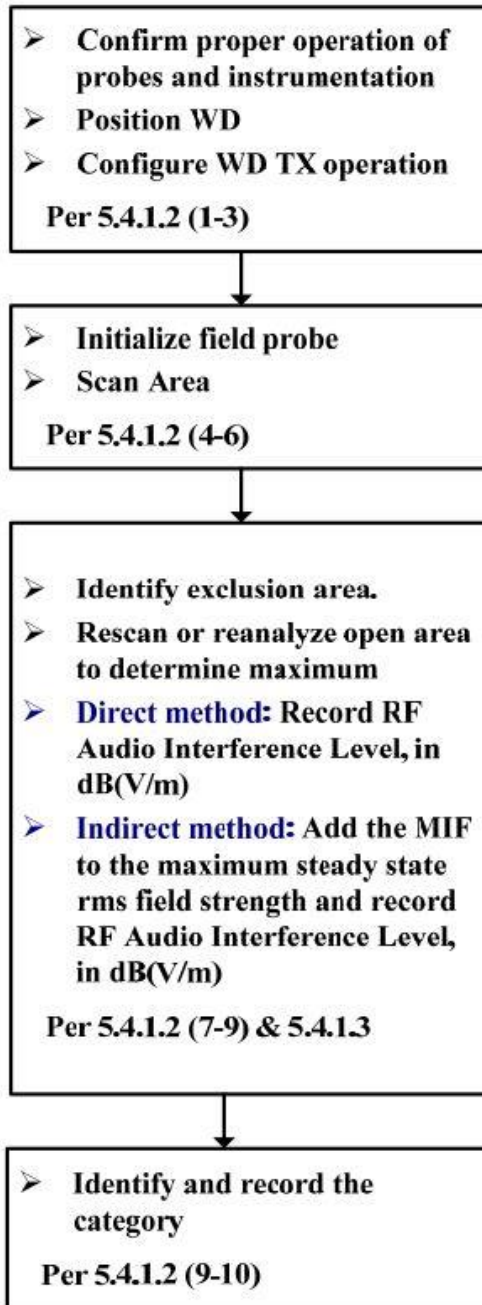 ➢ Confirm proper operation of
probes and instrumentation
➢ Position WD
➢ Configure WD TX operation
Per 5.4.1.2 (1-3)
➢ Initialize field probe
➢ Scan Area
Per 5.4.1.2 (4-6)
➢ Identify exclusion area.
➢ Rescan or reanalyze open area
to determine maximum
➢ Direct method: Record RF
Audio Interference Level, in
dB(V/m)
➢ Indirect method: Add the MIF
to the maximum steady state
rms field strength and record
RF Audio Interference Level,
in dB(V/m)
Per 5.4.1.2 (7-9) & 5.4.1.3
➢ Identify and record the
category
Per 5.4.1.2 (9-10)